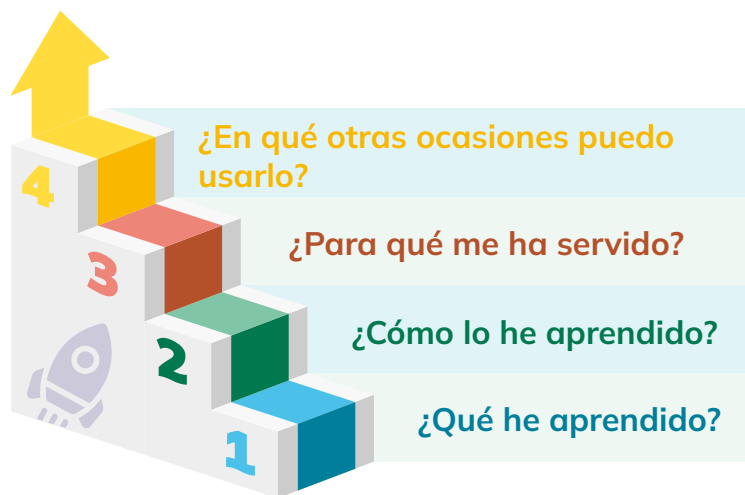 ¿En qué otras ocasiones puedo
usarlo?
4
¿Para qué me ha servido?
3
¿Cómo lo he aprendido?
2
¿Qué he aprendido?
1